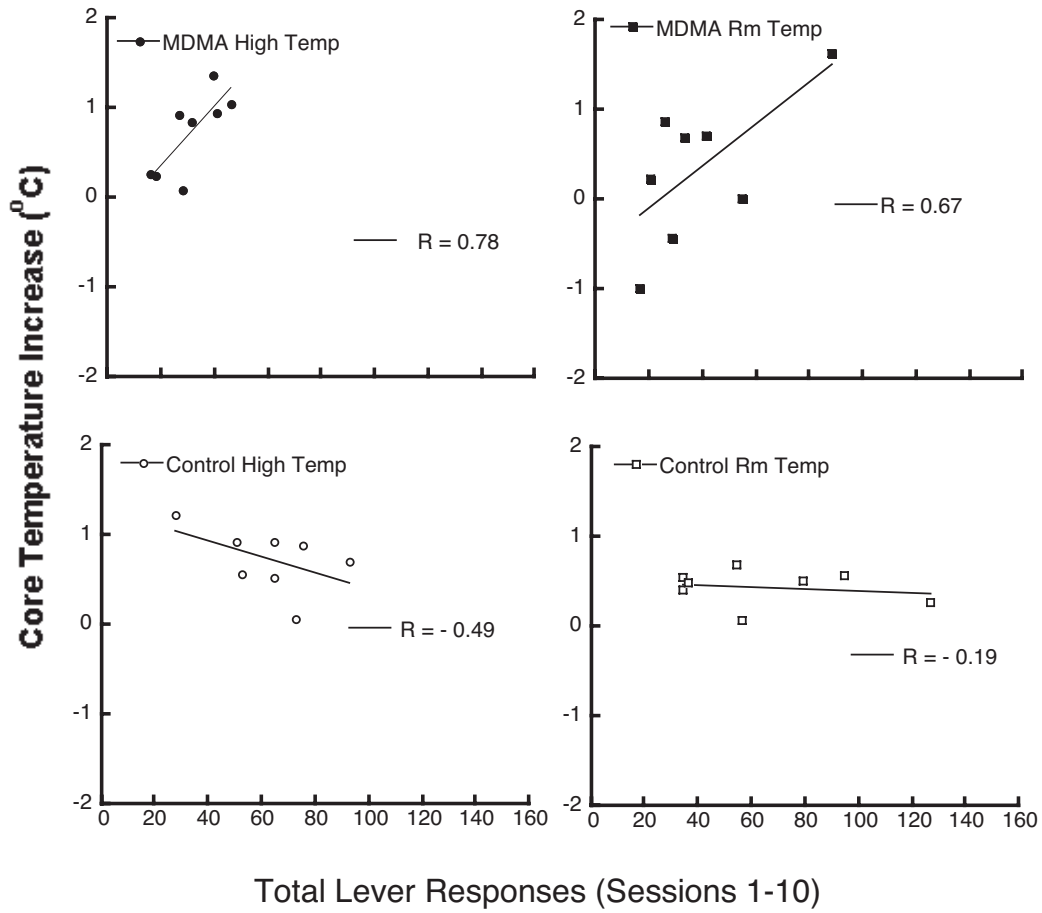 Core Temperature Increase (⁰C)
2
1
0
-1
-2
MDMA High Temp
R = 0.78
2
1
0
-1
-2
MDMA Rm Temp
R = 0.67
2
1
0
-1
-2
Control High Temp
R = - 0.49
0 20 40 60 80 100 120 140 160
2
1
0
-1
-2
Control Rm Temp
R = - 0.19
0 20 40 60 80 100 120 140 160
Total Lever Responses (Sessions 1-10)